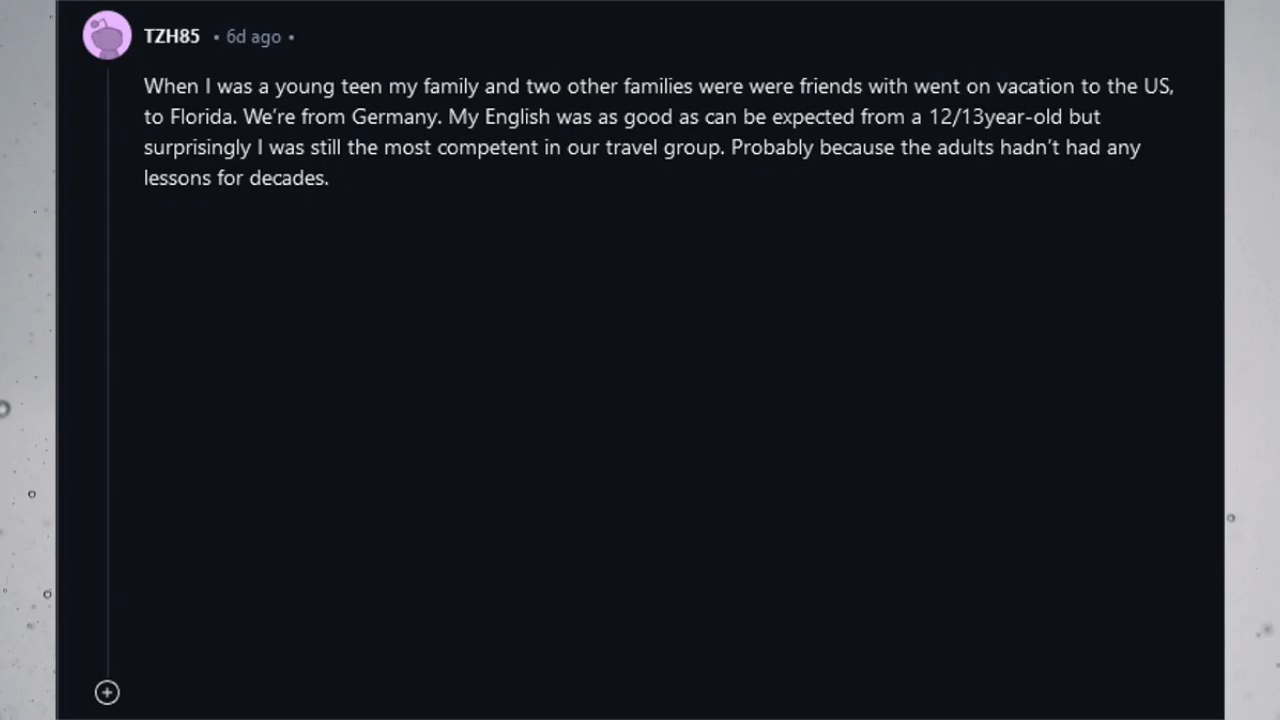 TZH85 • 6d ago •
When I was a young teen my family and two other families were were friends with went on vacation to the US,
to Florida. We’re from Germany. My English was as good as can be expected from a 12/13year-old but
surprisingly I was still the most competent in our travel group. Probably because the adults hadn’t had any
lessons for decades.